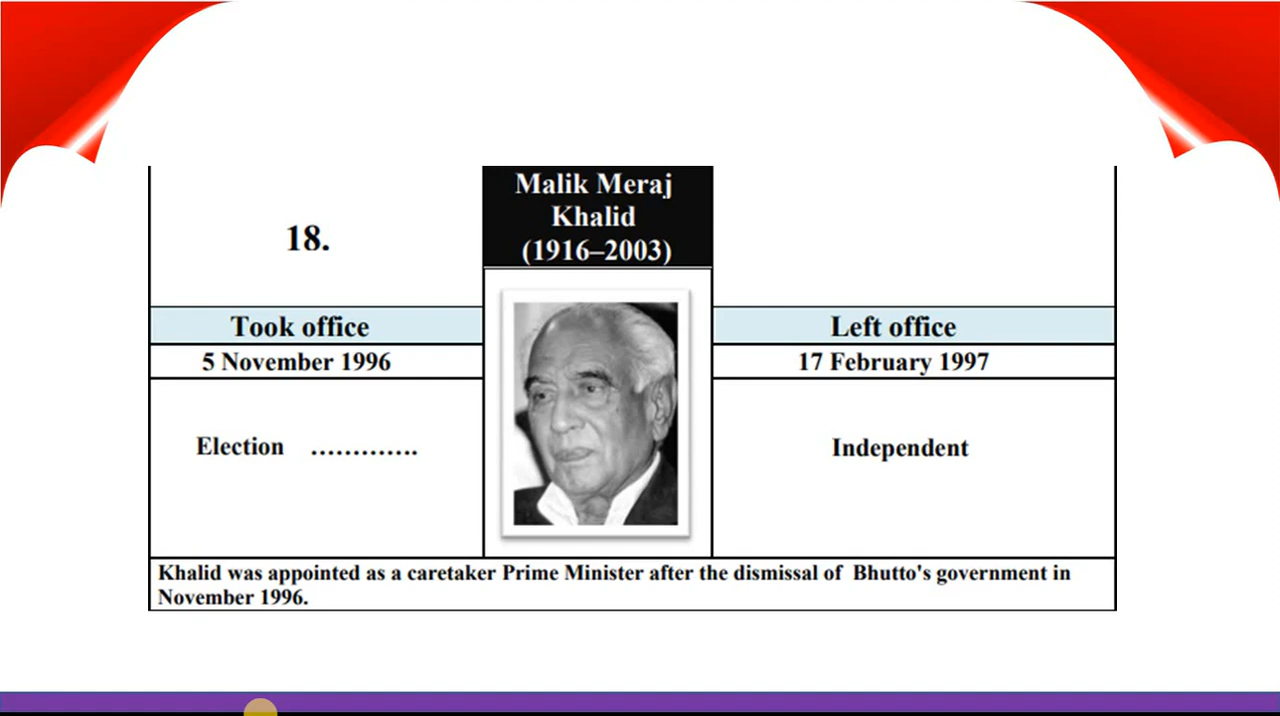 18.
Malik Meraj
Khalid
(1916–2003)
Took office
Left office
5 November 1996
17 February 1997
Election ………….
Independent
Khalid was appointed as a caretaker Prime Minister after the dismissal of Bhutto's government in
November 1996.